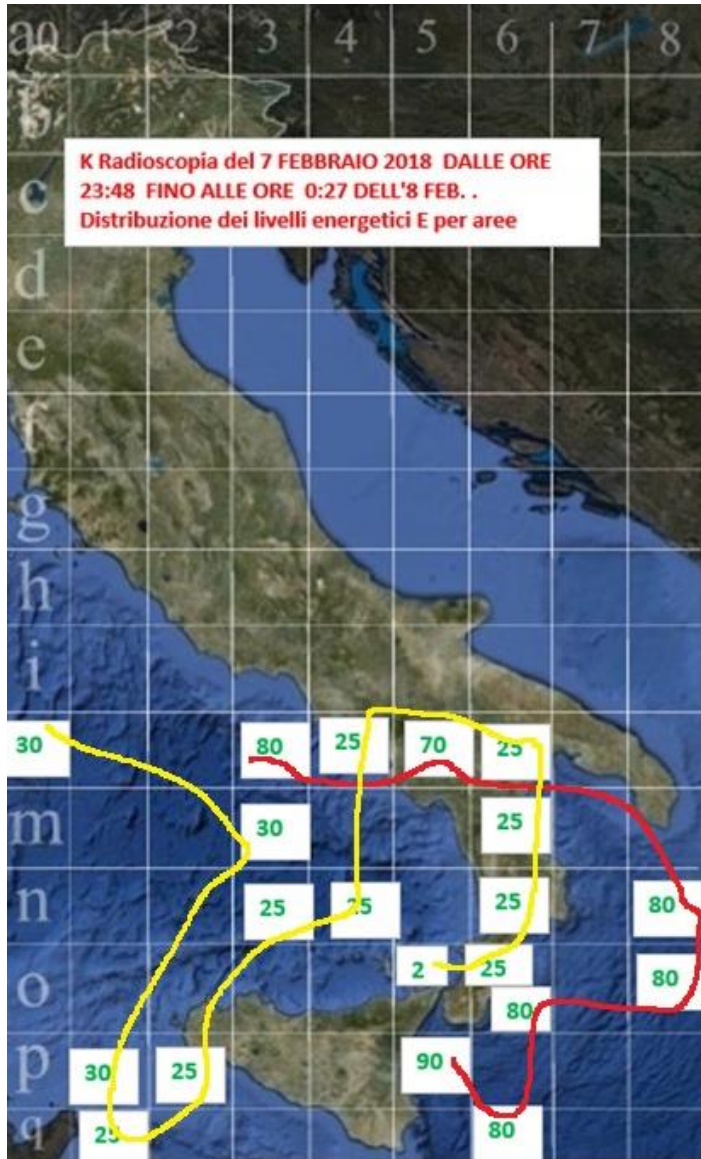 a0 1 2 3 4 5 6 7 8
b
K Radioscopia del 7 FEBBRAIO 2018 DALLE ORE
23:48 FINO ALLE ORE 0:27 DELL'8 FEB. .
Distribuzione dei livelli energetici E per aree
c
d
e
f
g
h
i
30 80 25 70 25
m 30 25
n 25 25 25 80
o 2 25 80
80
p 30 25 90
q 25 80